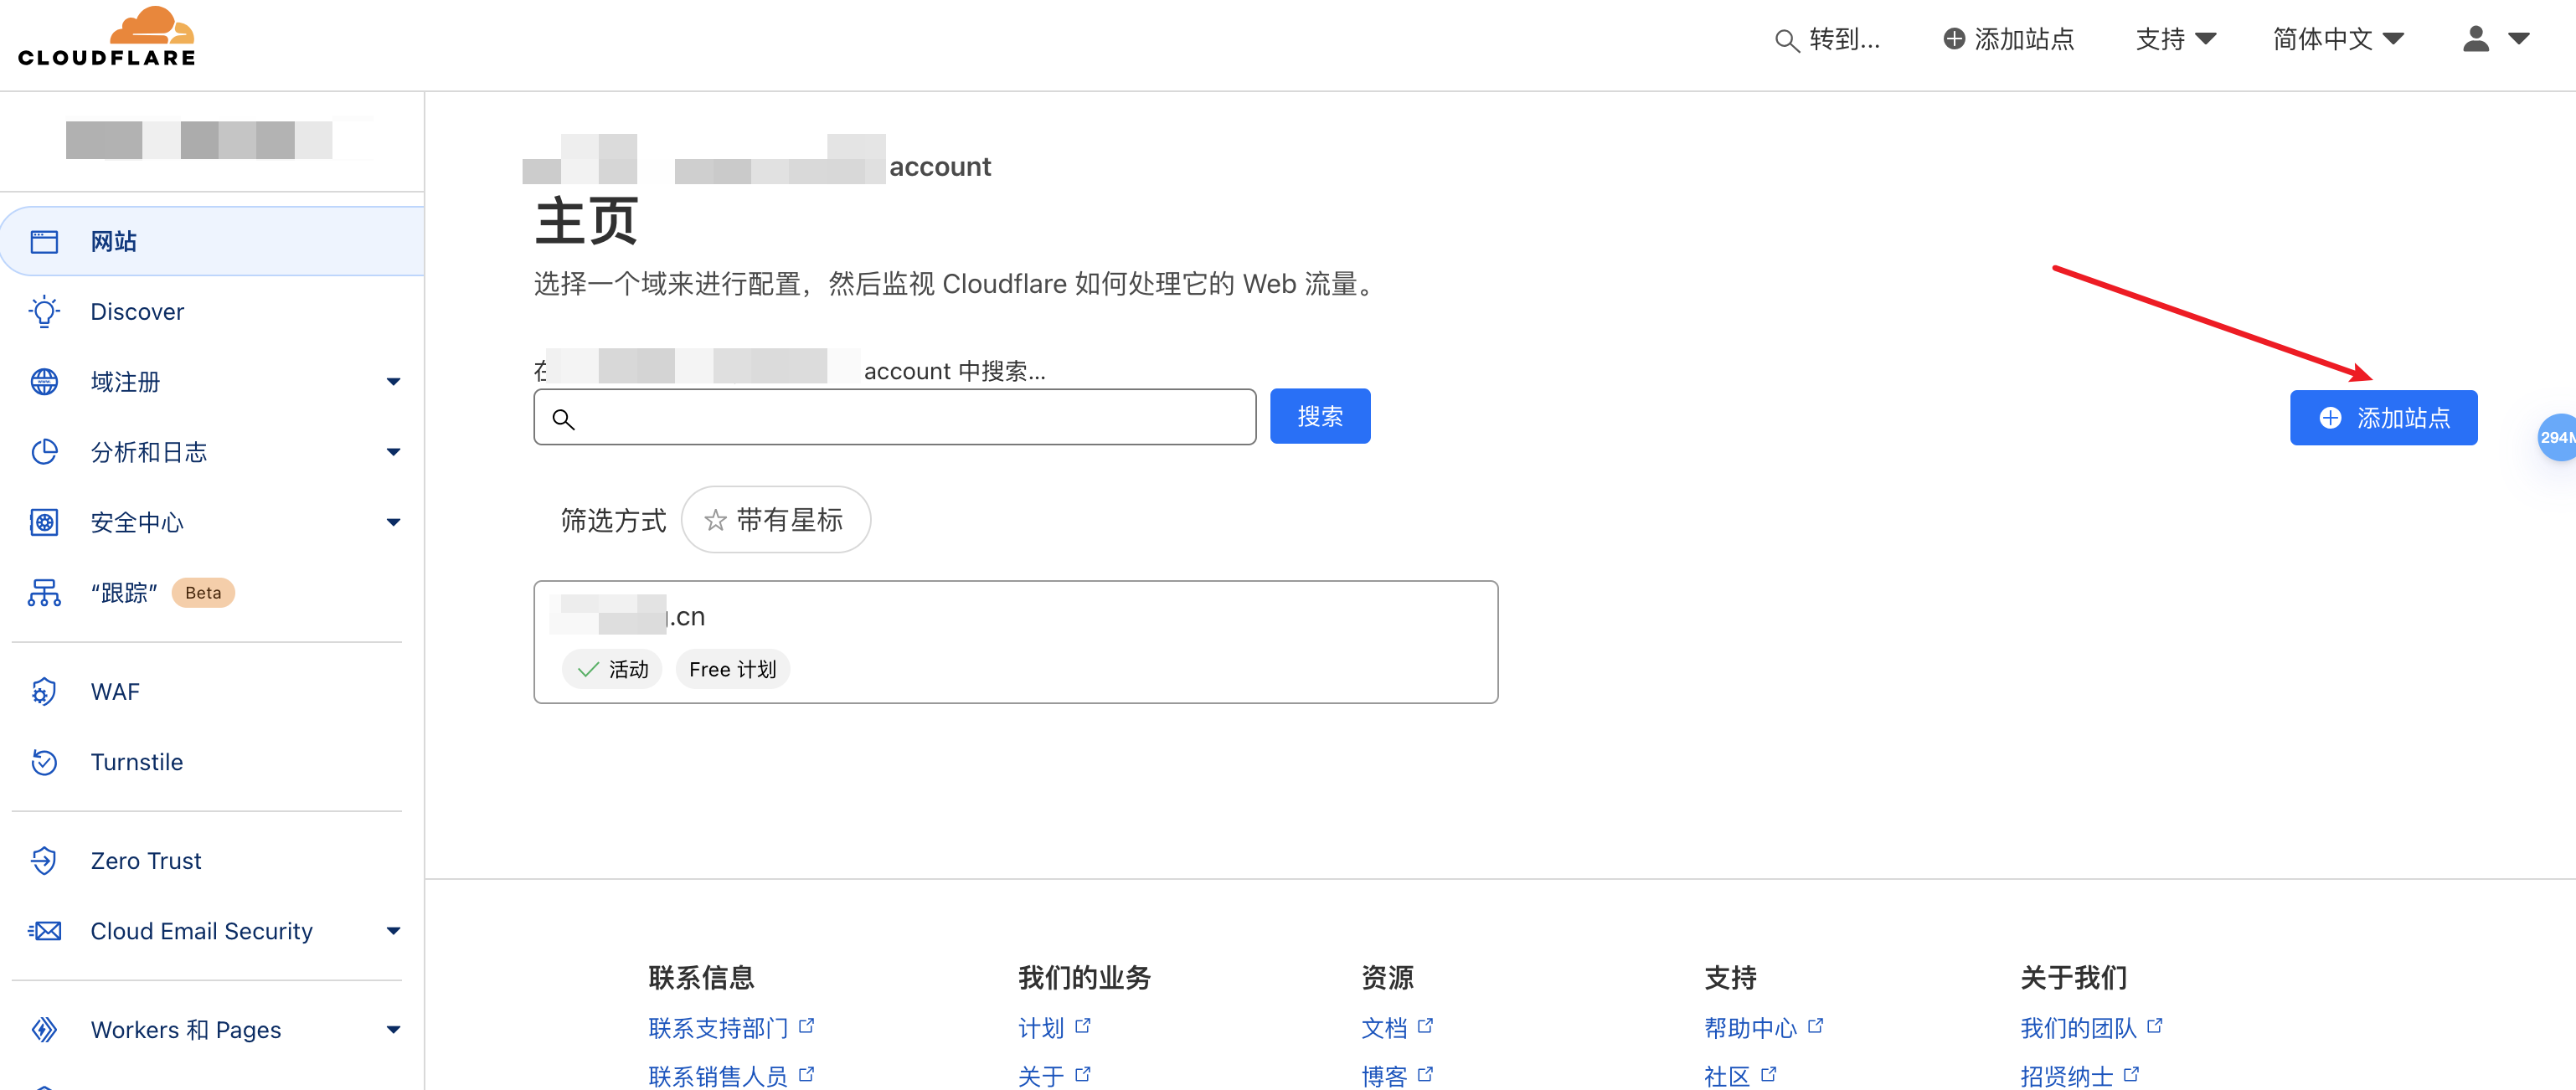 CLOUDFLARE
转到...
添加站点
支持
简体中文
account
主页
选择一个域来进行配置，然后监视 Cloudflare 如何处理它的 Web 流量。
account 中搜索...
搜索
添加站点
294M
筛选方式
带有星标
.cn
活动
Free 计划
网站
Discover
域注册
分析和日志
安全中心
“跟踪”
Beta
WAF
Turnstile
Zero Trust
Cloud Email Security
Workers 和 Pages
联系信息
联系支持部门
联系销售人员
我们的业务
计划
关于
资源
文档
博客
支持
帮助中心
社区
关于我们
我们的团队
招贤纳士